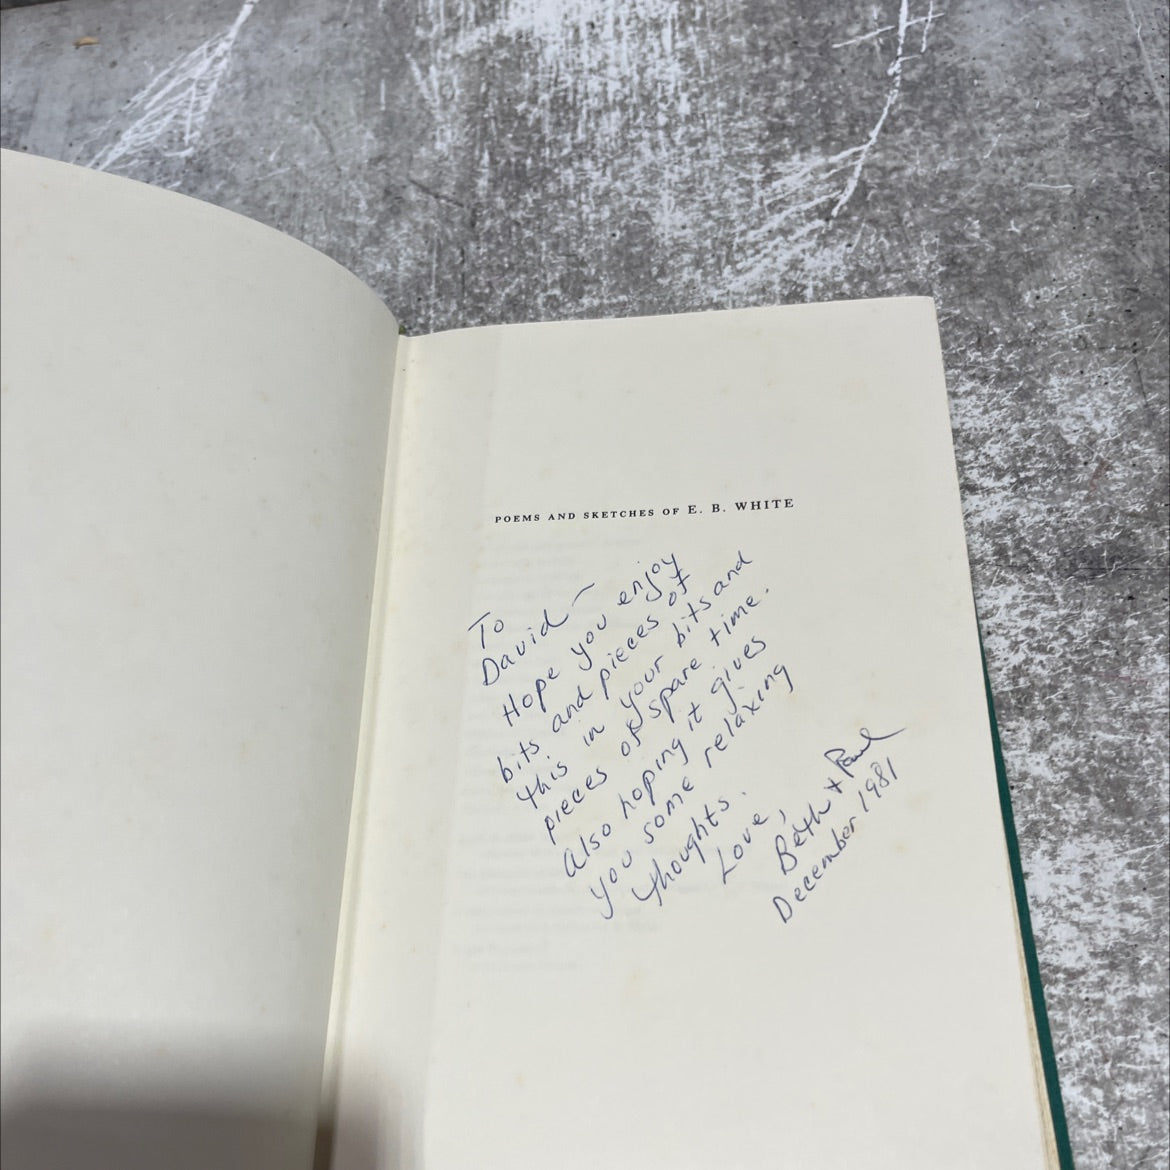 POEMS AND SKETCHES OF E. B. WHITE
To
David —
Hope you enjoy
bits and pieces of
this in your bits and
pieces of spare time.
Also hoping it gives
you some relaxing
thoughts.
Love,
Beth + Paul
December 1981